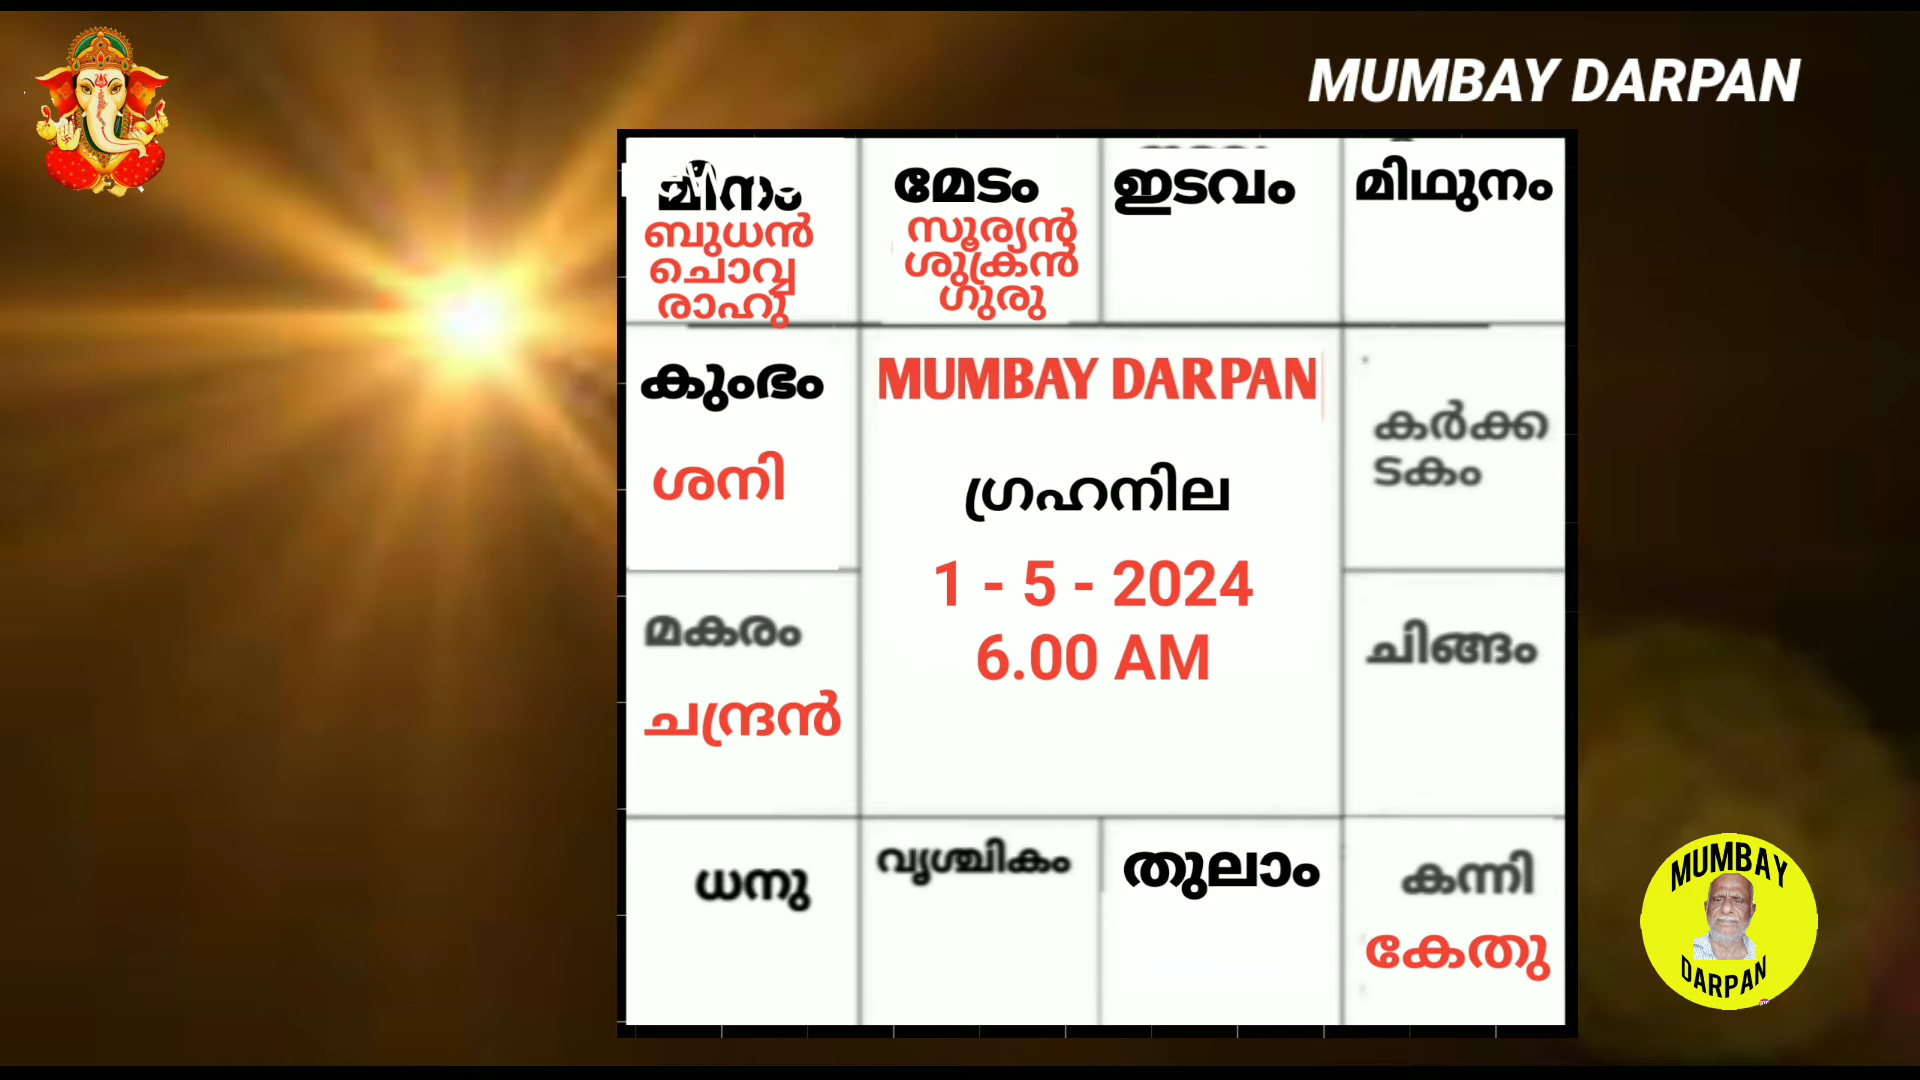 MUMBAY DARPAN
മീനം
ബുധൻ
ചൊവ്വ
രാഹു
മേടം
സൂര്യൻ
ശുക്രൻ
ഗുരു
ഇടവം
മിഥുനം
കുംഭം
ശനി
MUMBAY DARPAN
ഗ്രഹനില
1 - 5 - 2024
6.00 AM
കർക്ക
ടകം
മകരം
ചന്ദ്രൻ
ചിങ്ങം
ധനു
വൃശ്ചികം
തുലാം
കന്നി
കേതു
MUMBAY
DARPAN